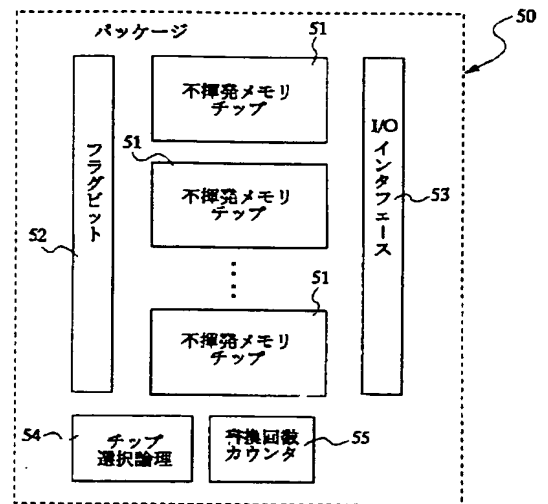 パッケージ
50
51
不揮発メモリ
チップ
フラグビット
52
I/O
インタフェース
53
51
不揮発メモリ
チップ
51
不揮発メモリ
チップ
54
チップ
選択論理
書換回数
カウンタ
55